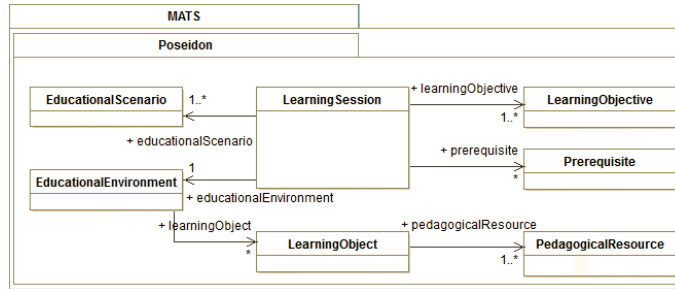 MATS
Poseidon
EducationalScenario
1..*
+ educationalScenario
LearningSession
+ learningObjective
1..*
LearningObjective
+ prerequisite
*
Prerequisite
EducationalEnvironment
1
+ educationalEnvironment
+ learningObject
*
LearningObject
+ pedagogicalResource
1..*
PedagogicalResource